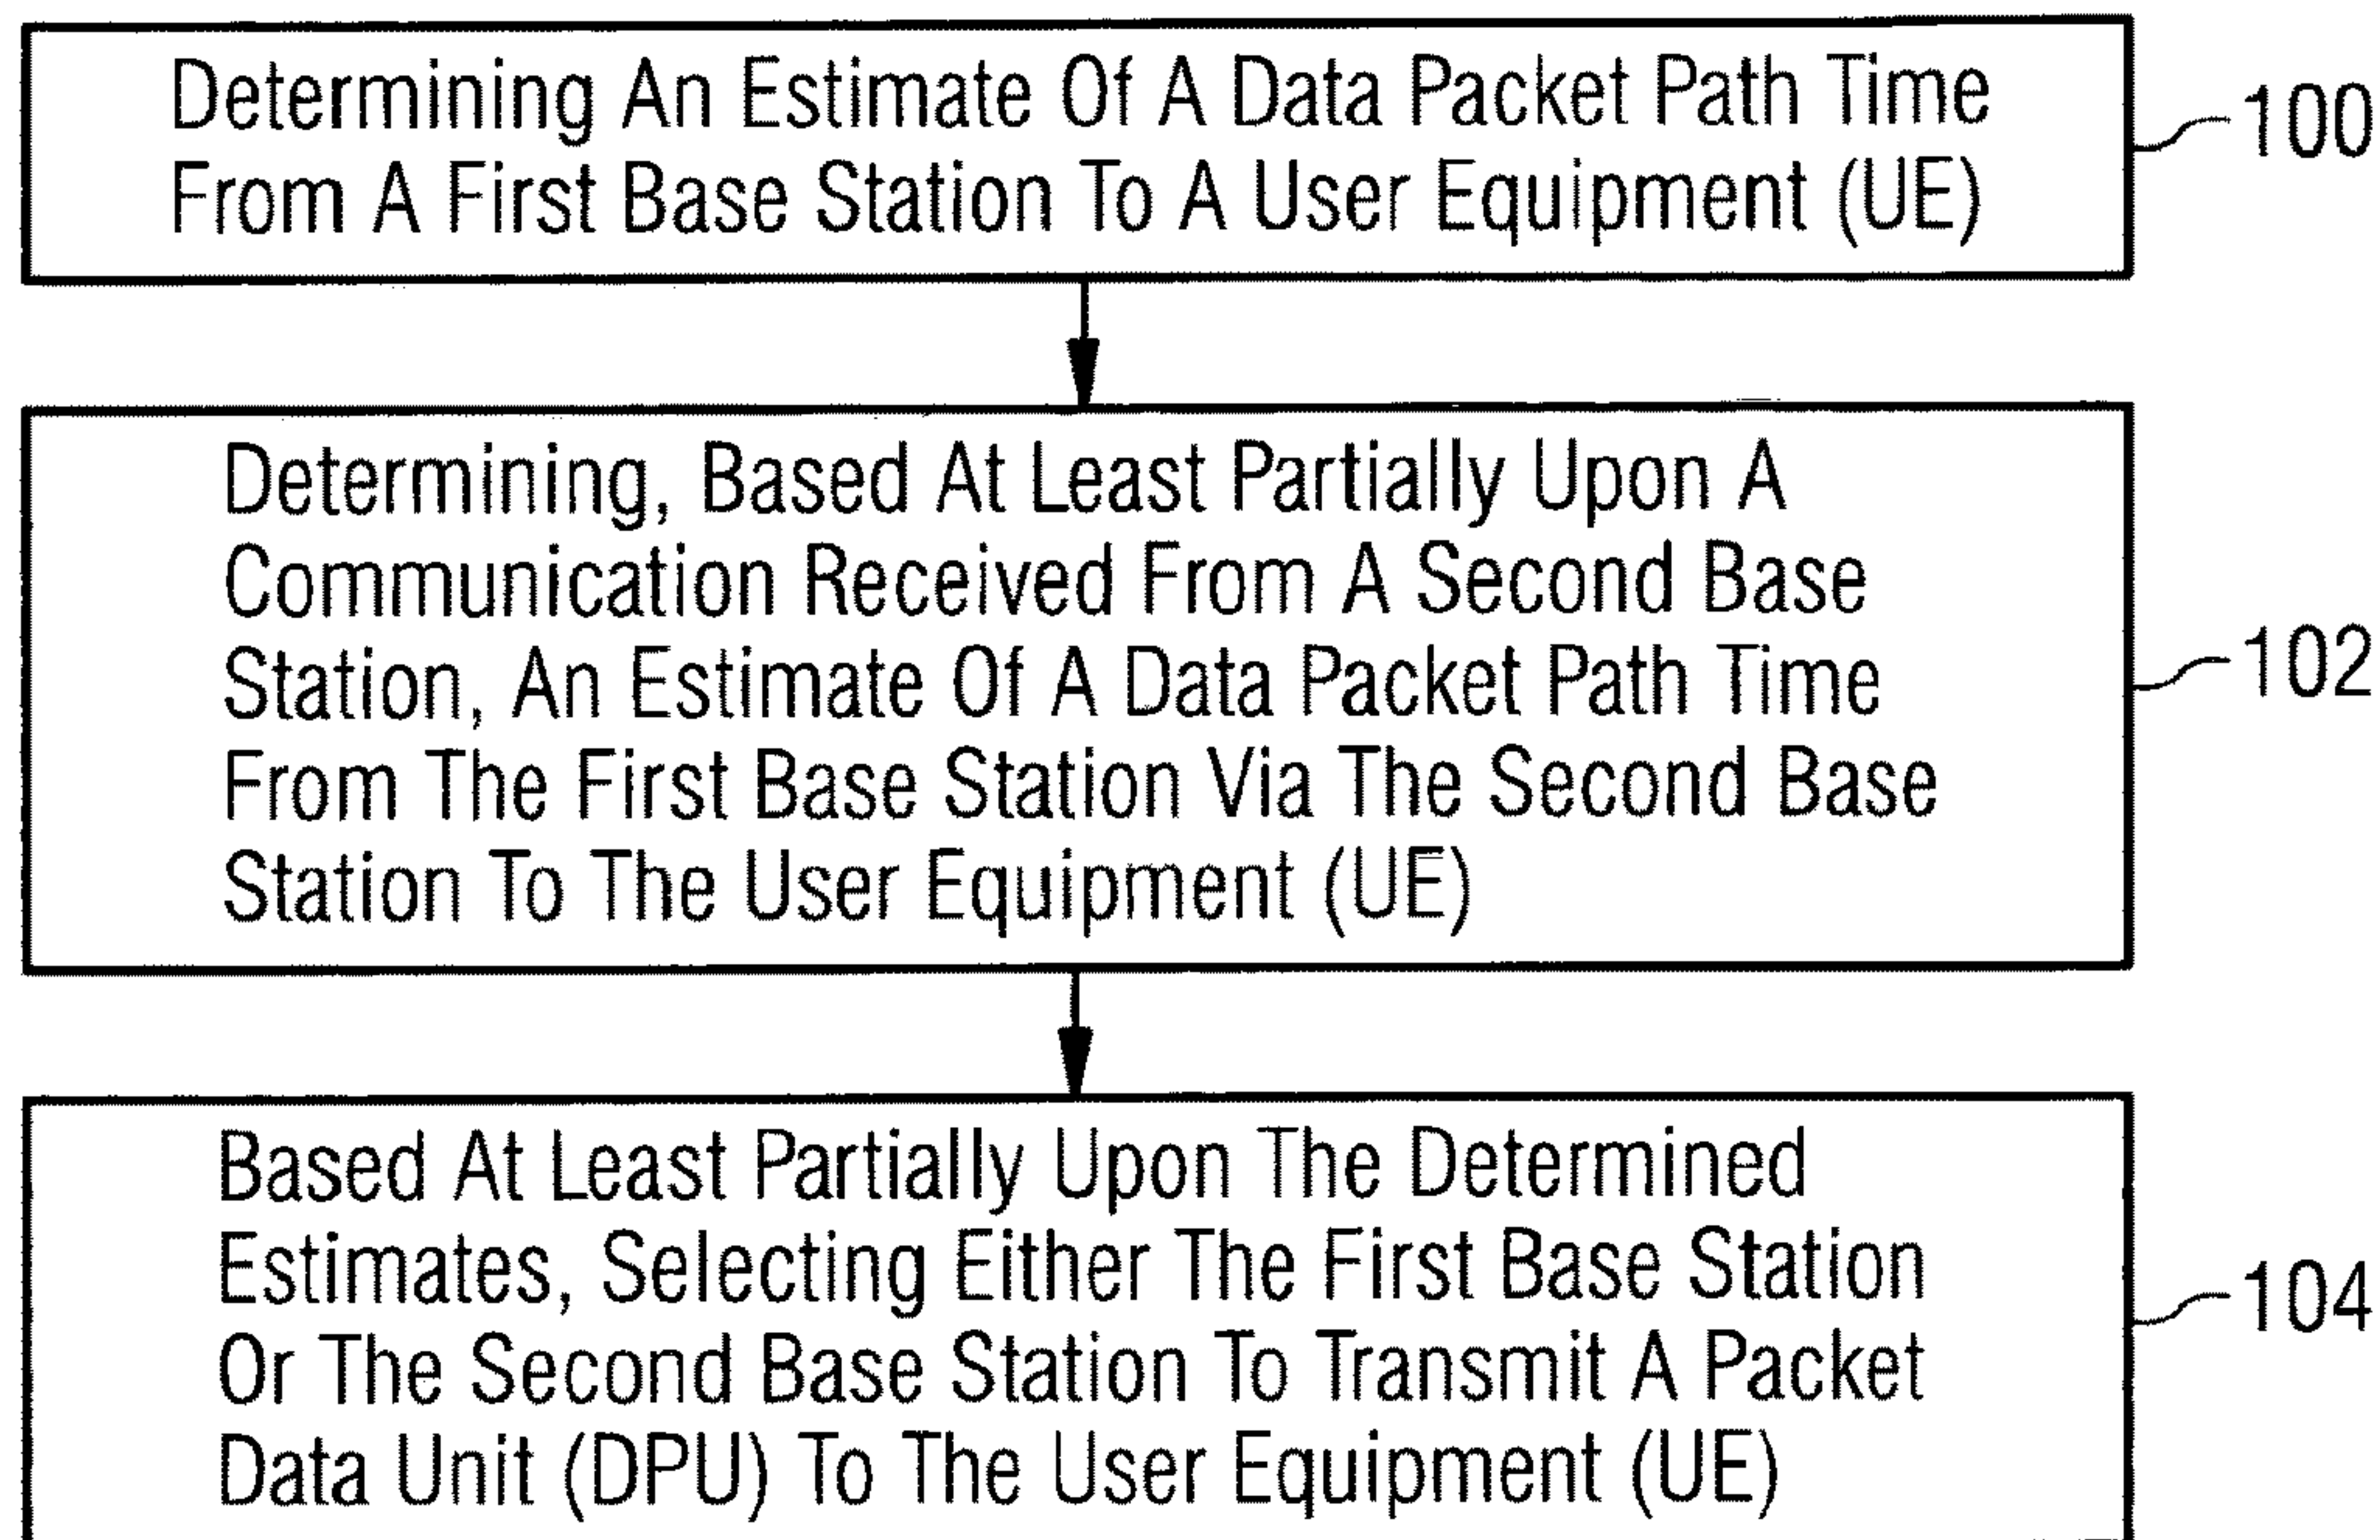 Determining An Estimate Of A Data Packet Path Time
From A First Base Station To A User Equipment (UE)
100
Determining, Based At Least Partially Upon A
Communication Received From A Second Base
Station, An Estimate Of A Data Packet Path Time
From The First Base Station Via The Second Base
Station To The User Equipment (UE)
102
Based At Least Partially Upon The Determined
Estimates, Selecting Either The First Base Station
Or The Second Base Station To Transmit A Packet
Data Unit (DPU) To The User Equipment (UE)
104